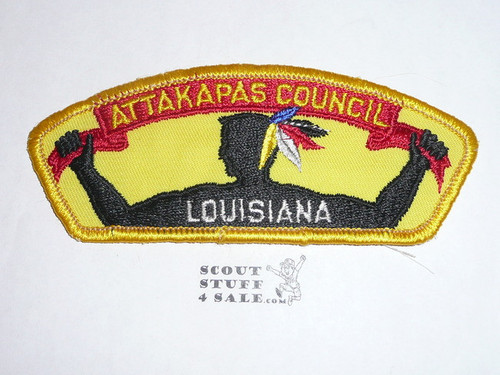 ATTAKAPAS COUNCIL
LOUISIANA
SCOUT
STUFF
4 SALE.COM